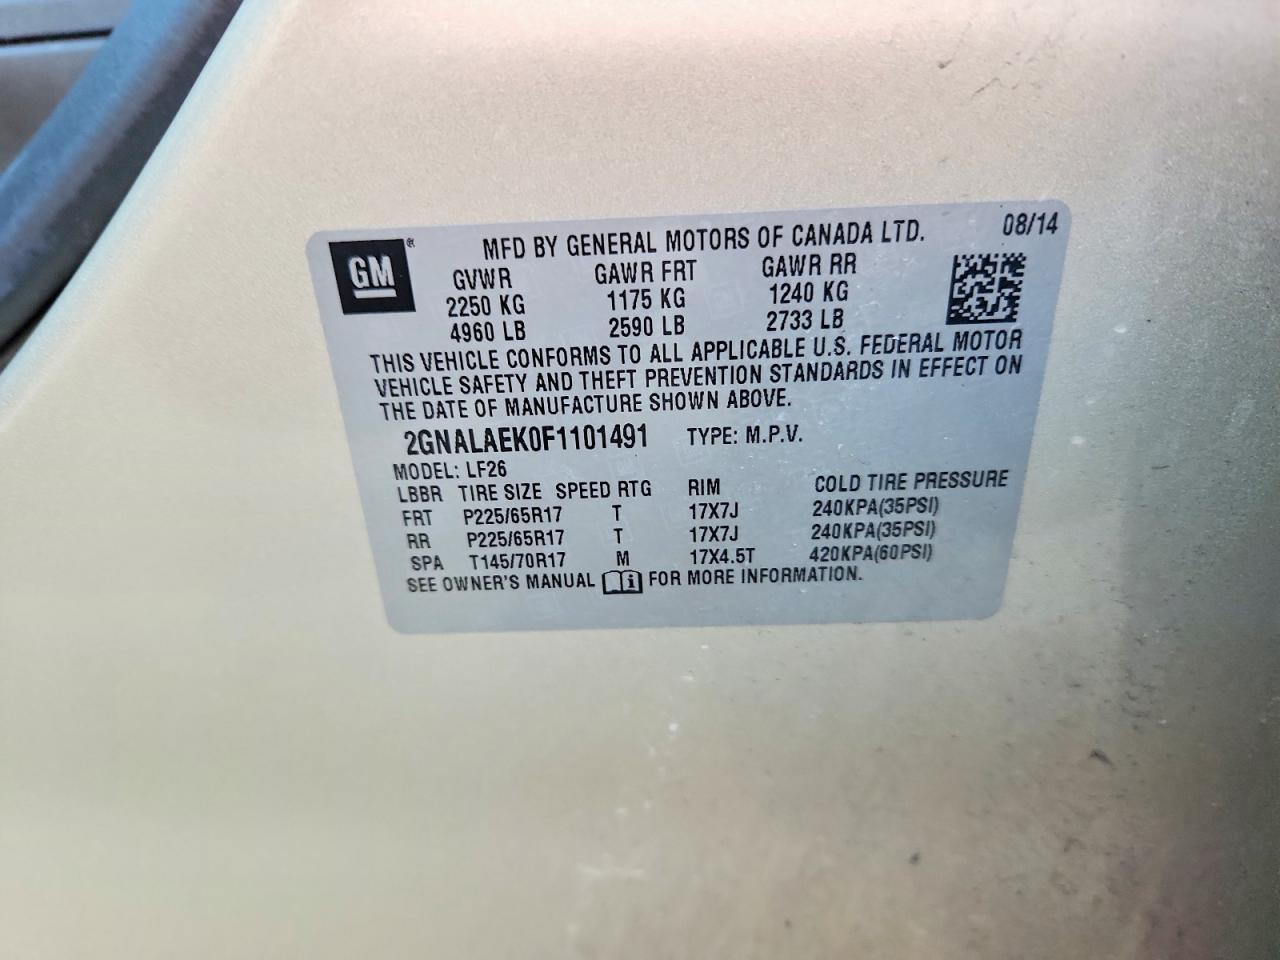 GM ®
MFD BY GENERAL MOTORS OF CANADA LTD. 08/14
GVWR GAWR FRT GAWR RR
2250 KG 1175 KG 1240 KG
4960 LB 2590 LB 2733 LB
THIS VEHICLE CONFORMS TO ALL APPLICABLE U.S. FEDERAL MOTOR
VEHICLE SAFETY AND THEFT PREVENTION STANDARDS IN EFFECT ON
THE DATE OF MANUFACTURE SHOWN ABOVE.
2GNALAEK0F1101491 TYPE: M.P.V.
MODEL: LF26
LBBR TIRE SIZE SPEED RTG RIM COLD TIRE PRESSURE
FRT P225/65R17 T 17X7J 240KPA(35PSI)
RR P225/65R17 T 17X7J 240KPA(35PSI)
SPA T145/70R17 M 17X4.5T 420KPA(60PSI)
SEE OWNER'S MANUAL FOR MORE INFORMATION.